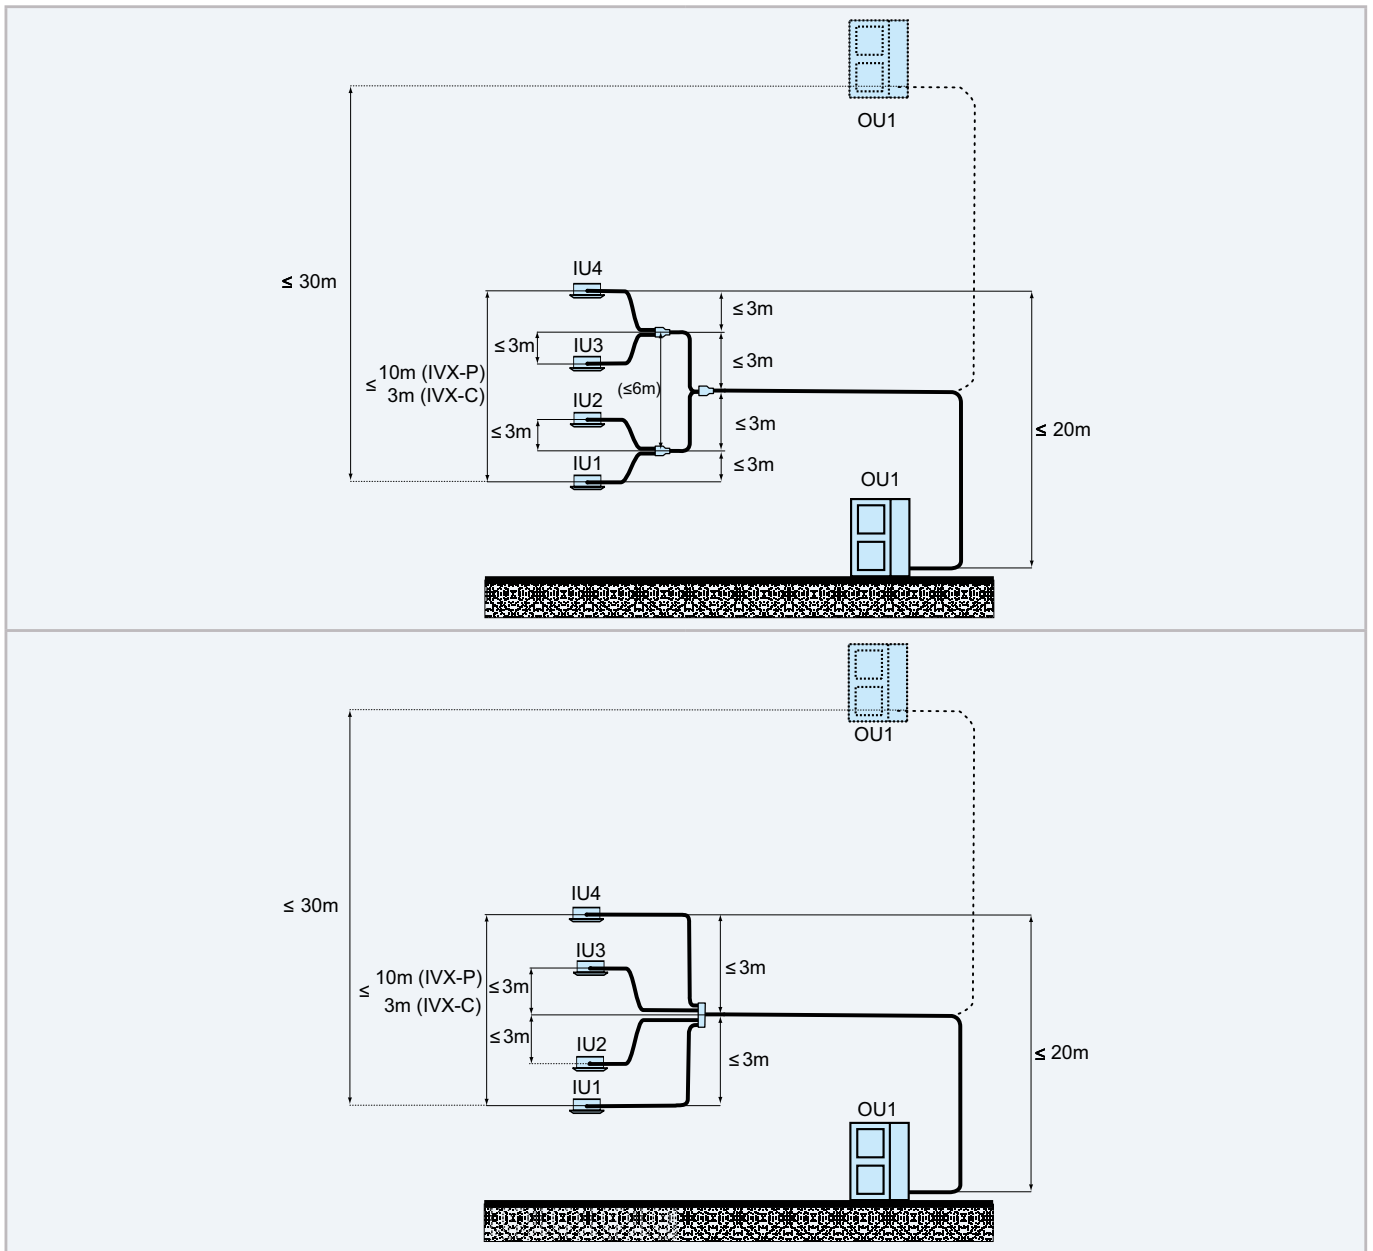 OU1
≤ 30m
IU4
≤ 3m
≤ 3m
IU3
≤ 3m
≤ 10m (IVX-P)
3m (IVX-C)
(≤6m)
IU2
≤ 3m
≤ 3m
≤ 20m
IU1
≤ 3m
OU1
OU1
≤ 30m
IU4
IU3
≤ 3m
≤ 10m (IVX-P)
3m (IVX-C)
≤ 3m
≤ 3m
IU2
≤ 3m
≤ 20m
IU1
OU1